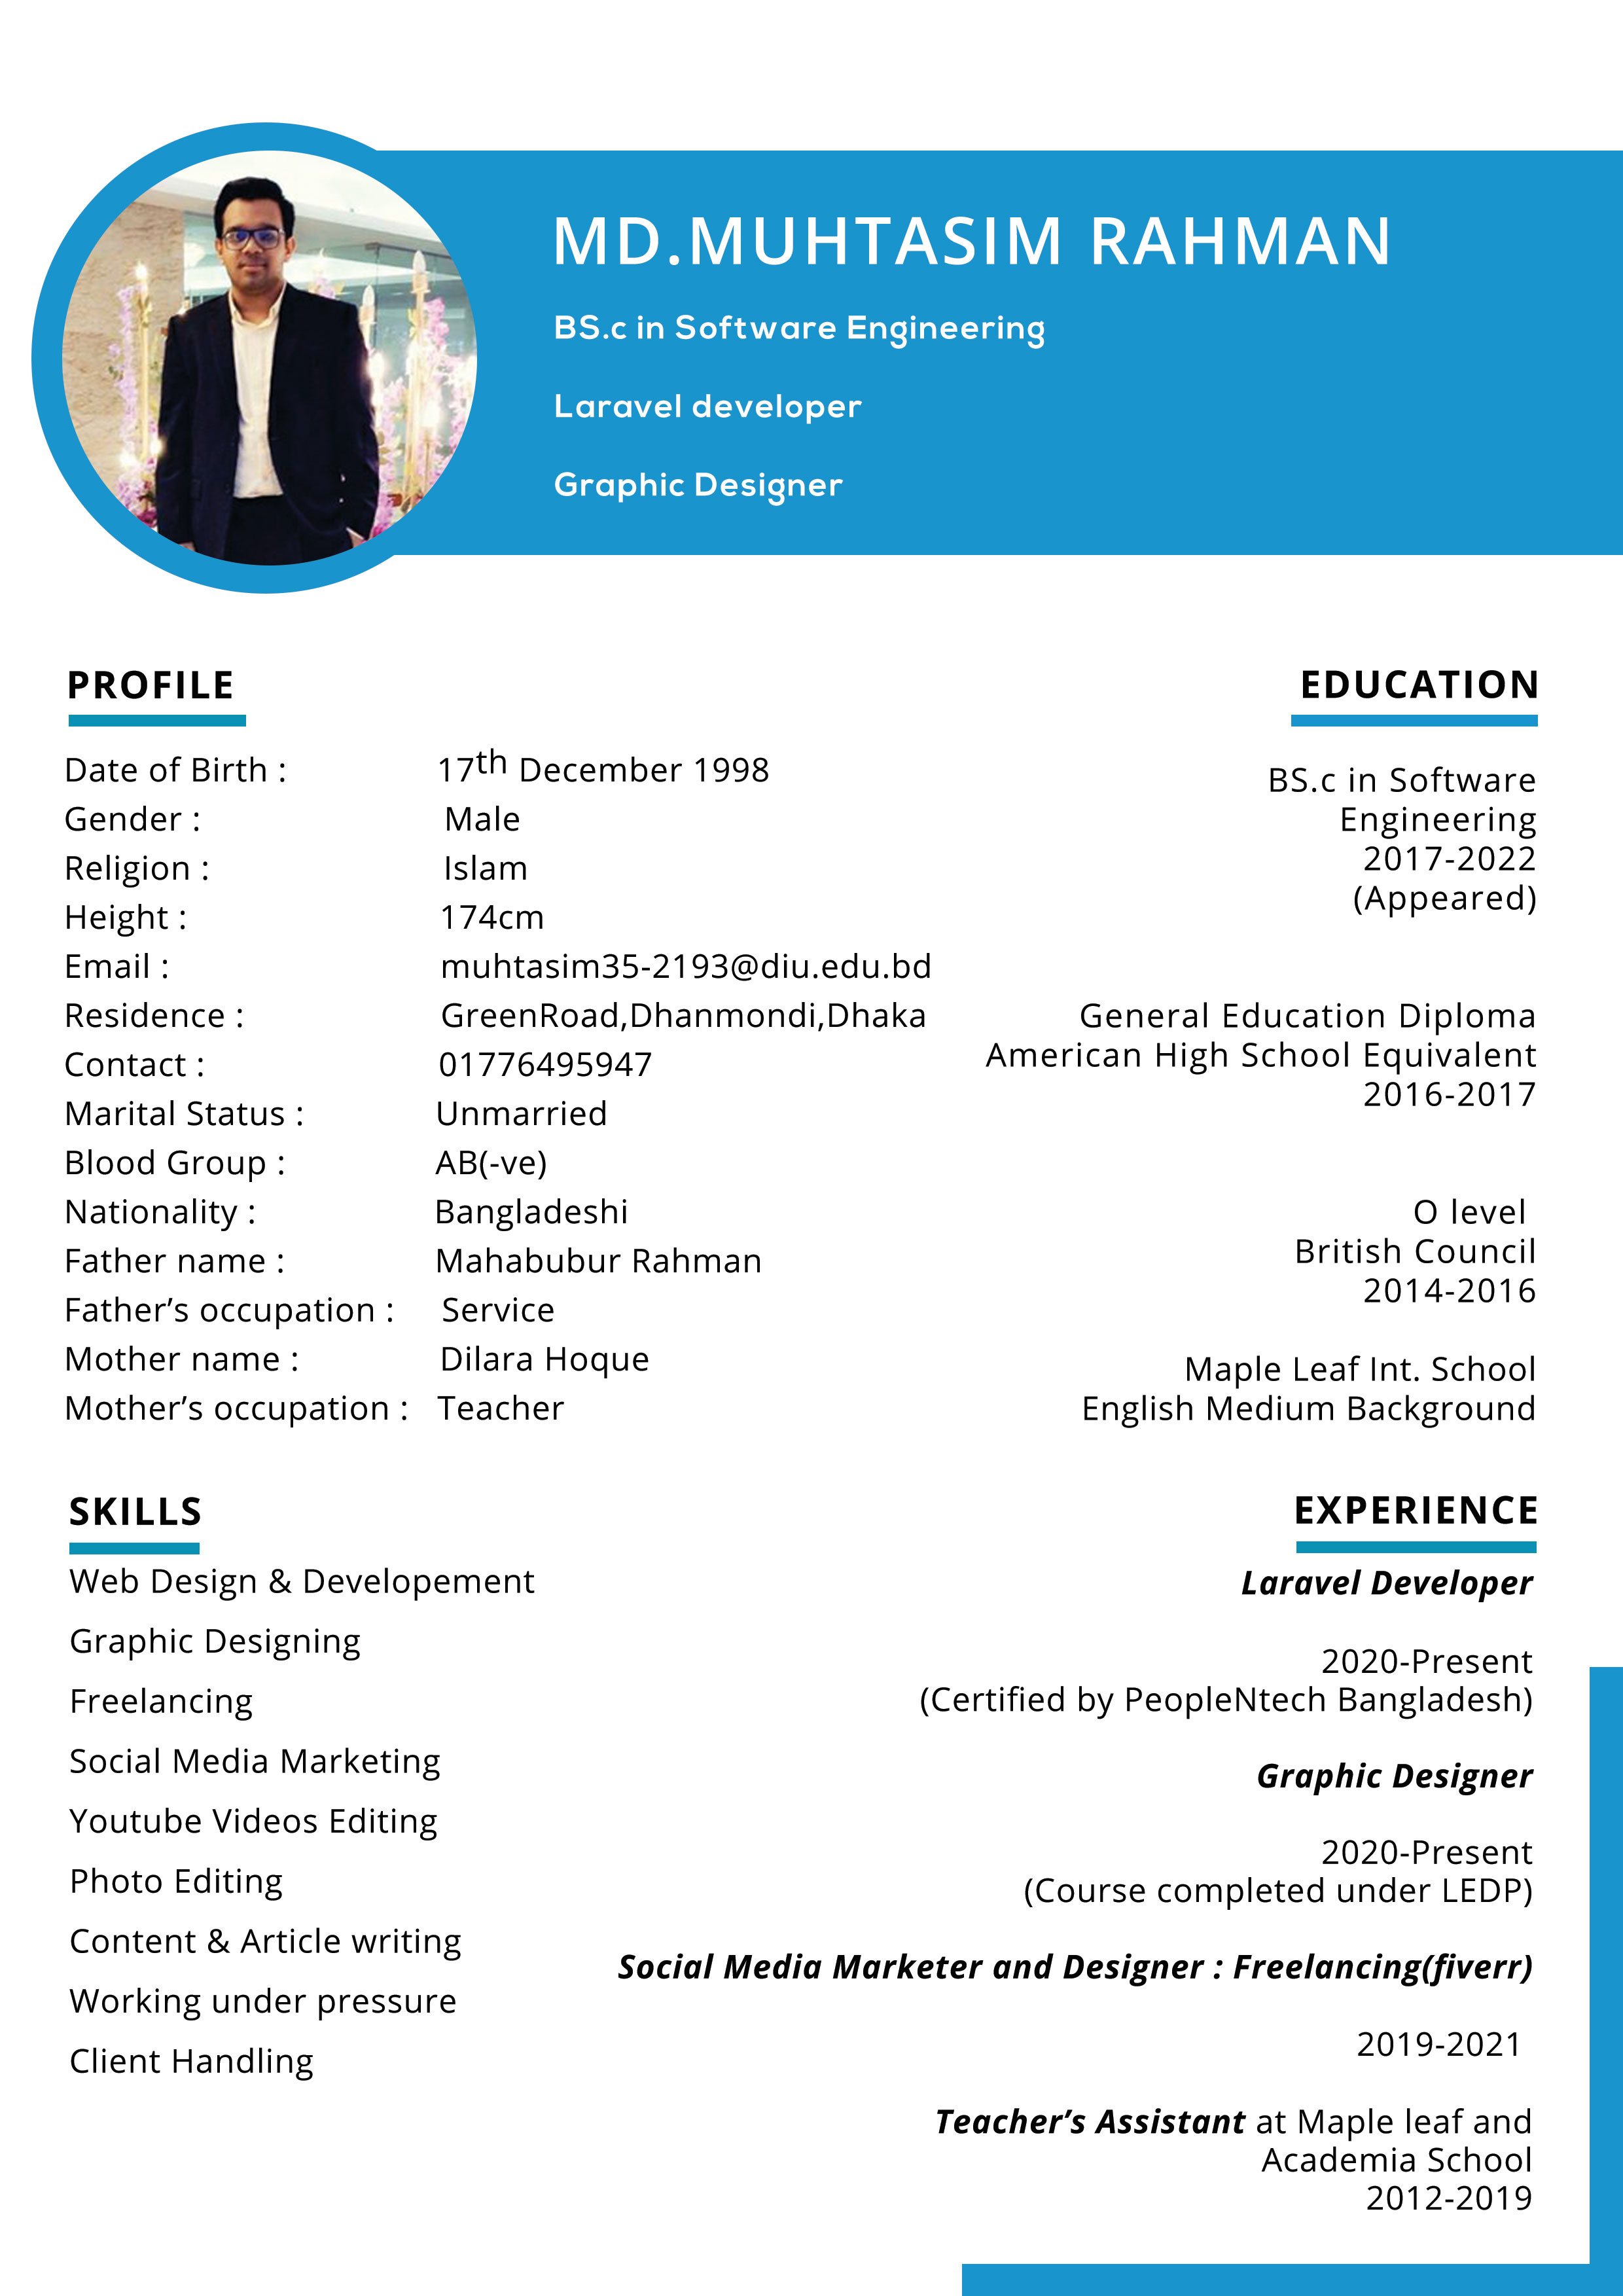 MD.MUHTASIM RAHMAN
BS.c in Software Engineering
Laravel developer
Graphic Designer
PROFILE
Date of Birth : 17th December 1998
Gender : Male
Religion : Islam
Height : 174cm
Email : muhtasim35-2193@diu.edu.bd
Residence : GreenRoad,Dhanmondi,Dhaka
Contact : 01776495947
Marital Status : Unmarried
Blood Group : AB(-ve)
Nationality : Bangladeshi
Father name : Mahabubur Rahman
Father’s occupation : Service
Mother name : Dilara Hoque
Mother’s occupation : Teacher
EDUCATION
BS.c in Software
Engineering
2017-2022
(Appeared)
General Education Diploma
American High School Equivalent
2016-2017
O level
British Council
2014-2016
Maple Leaf Int. School
English Medium Background
SKILLS
Web Design & Developement
Graphic Designing
Freelancing
Social Media Marketing
Youtube Videos Editing
Photo Editing
Content & Article writing
Working under pressure
Client Handling
EXPERIENCE
Laravel Developer
2020-Present
(Certified by PeopleNtech Bangladesh)
Graphic Designer
2020-Present
(Course completed under LEDP)
Social Media Marketer and Designer : Freelancing(fiverr)
2019-2021
Teacher’s Assistant at Maple leaf and
Academia School
2012-2019